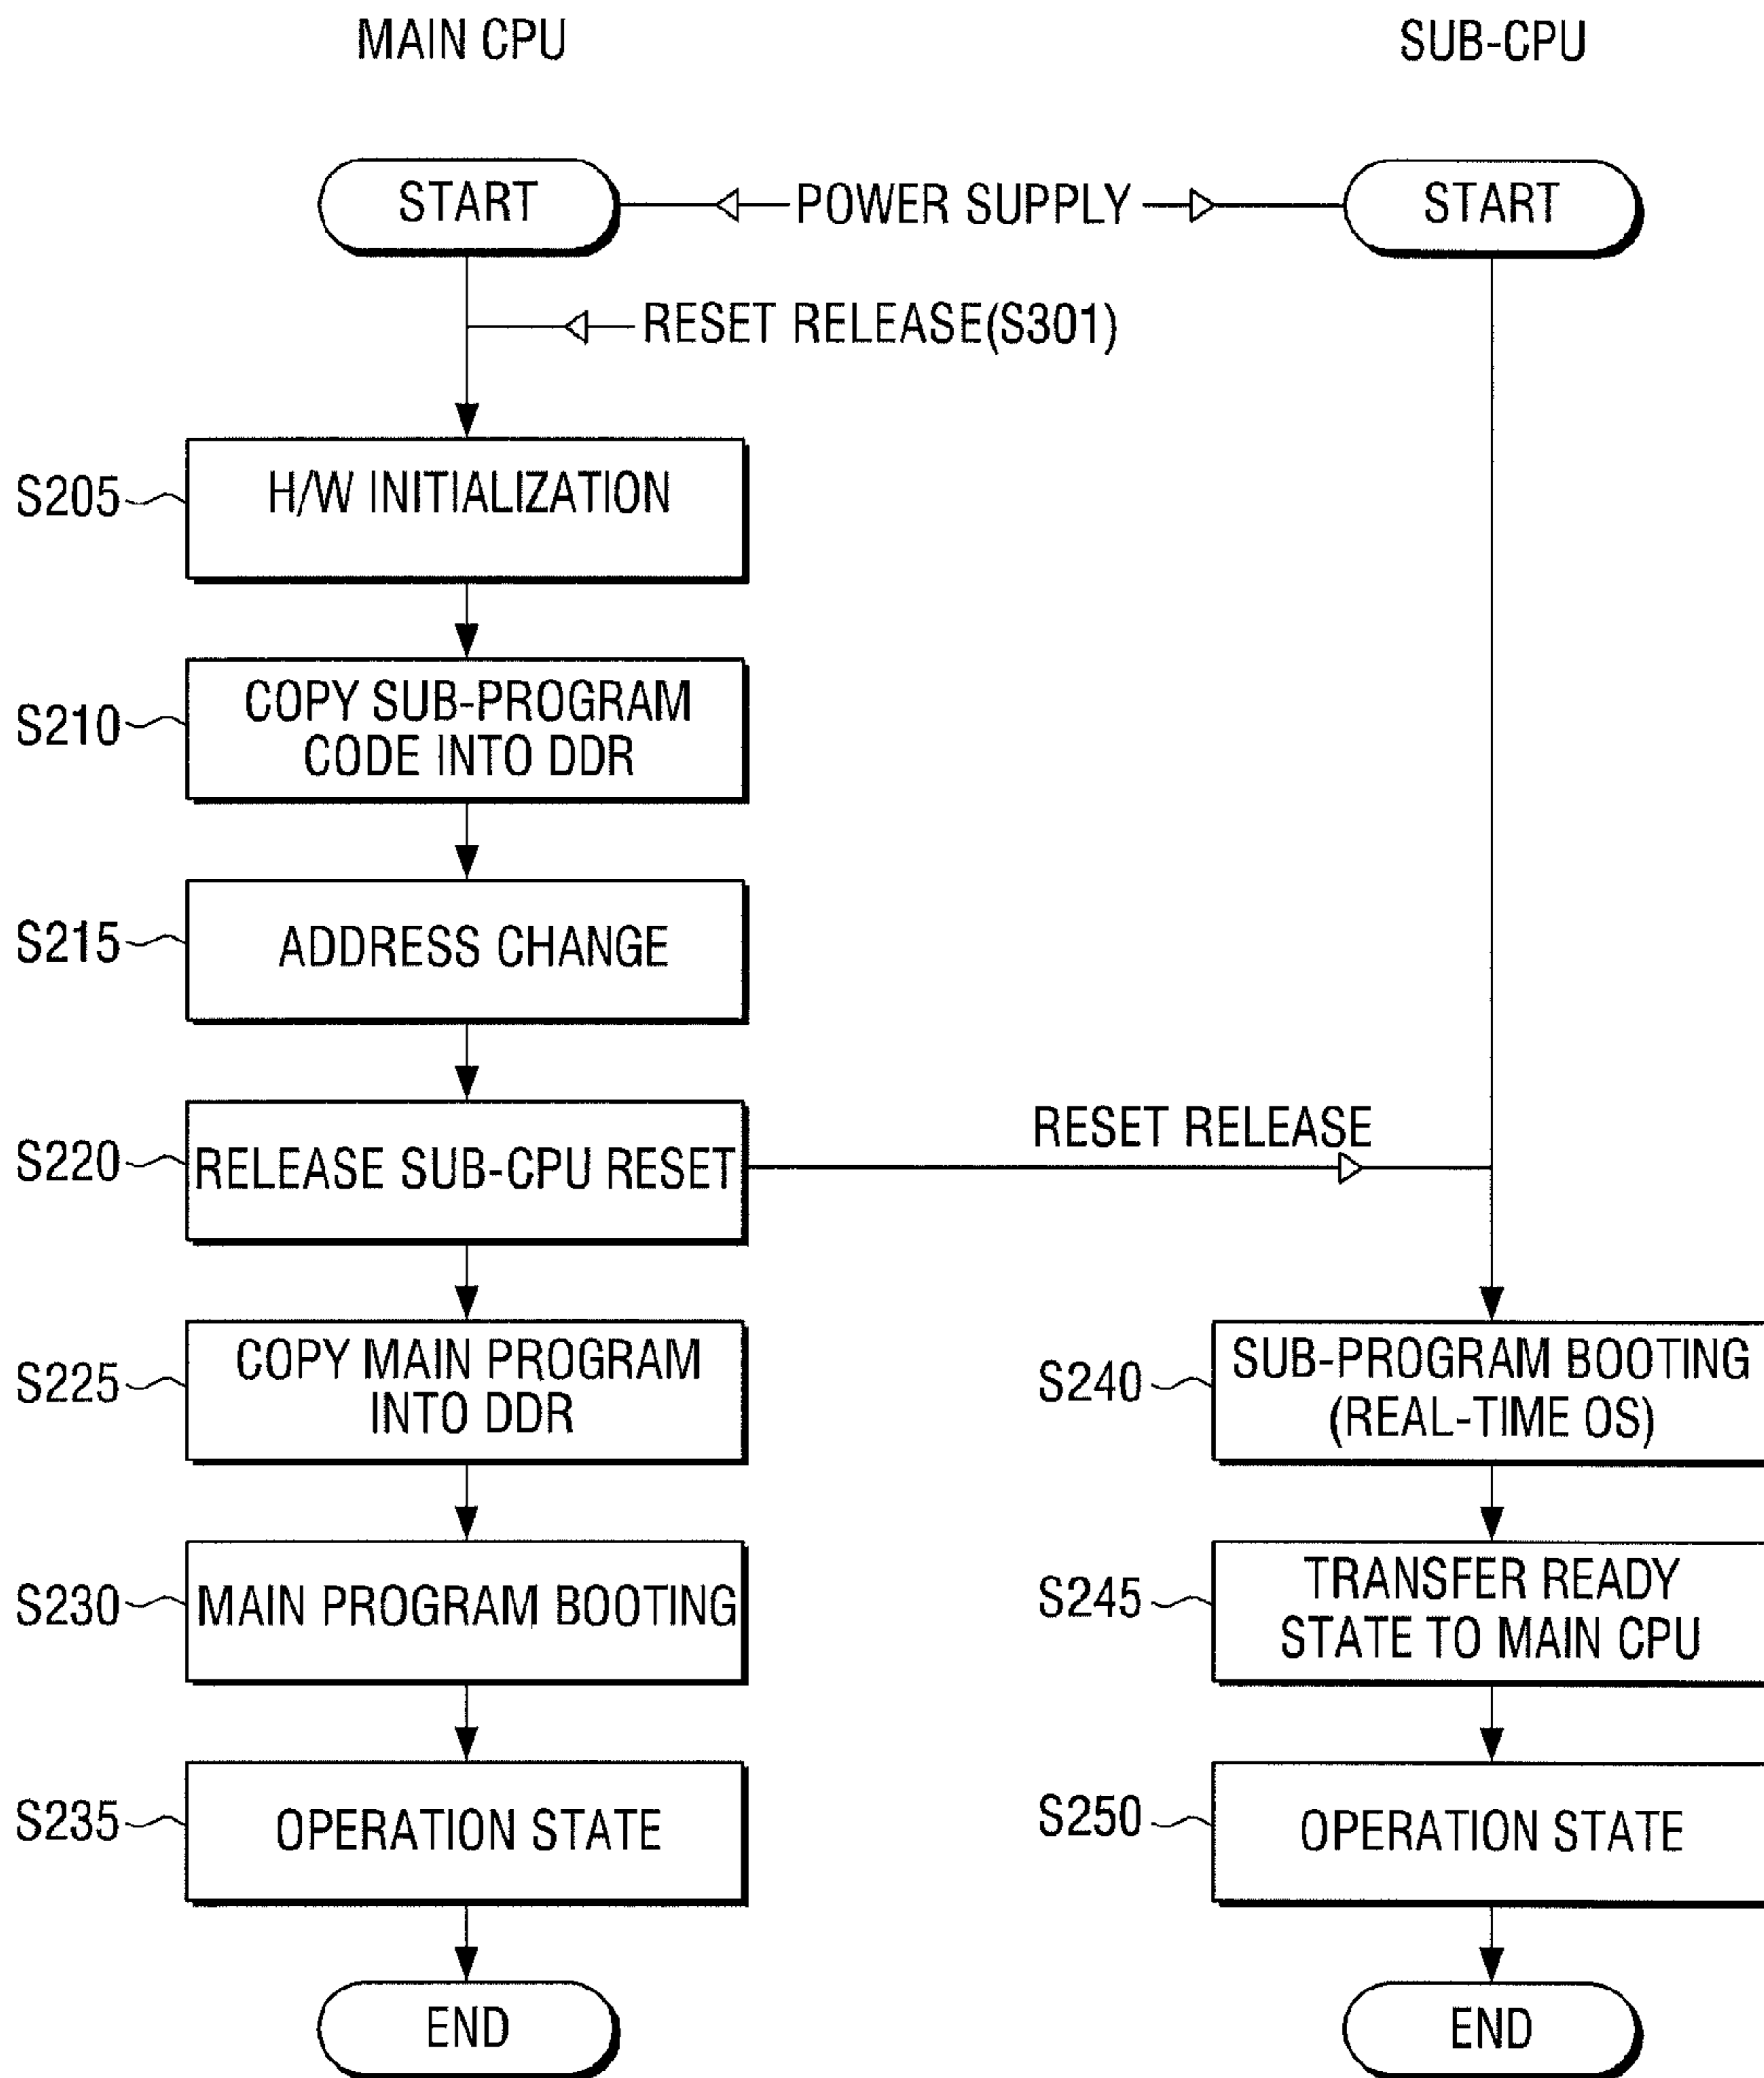 MAIN CPU
SUB-CPU
START
POWER SUPPLY
START
RESET RELEASE(S301)
S205
H/W INITIALIZATION
S210
COPY SUB-PROGRAM
CODE INTO DDR
S215
ADDRESS CHANGE
S220
RELEASE SUB-CPU RESET
RESET RELEASE
S225
COPY MAIN PROGRAM
INTO DDR
S230
MAIN PROGRAM BOOTING
S235
OPERATION STATE
END
S240
SUB-PROGRAM BOOTING
(REAL-TIME OS)
S245
TRANSFER READY
STATE TO MAIN CPU
S250
OPERATION STATE
END